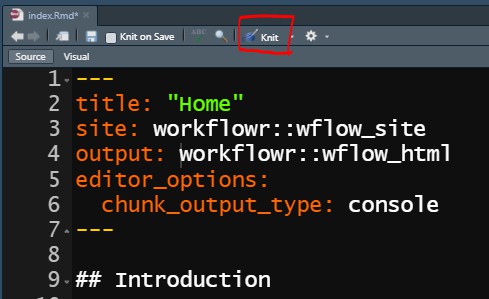 index.Rmd*
Knit on Save ABC Knit
Source Visual
1 ---
2 title: "Home"
3 site: workflowr::wflow_site
4 output: workflowr::wflow_html
5 editor_options:
6   chunk_output_type: console
7 ---
8
9 ## Introduction